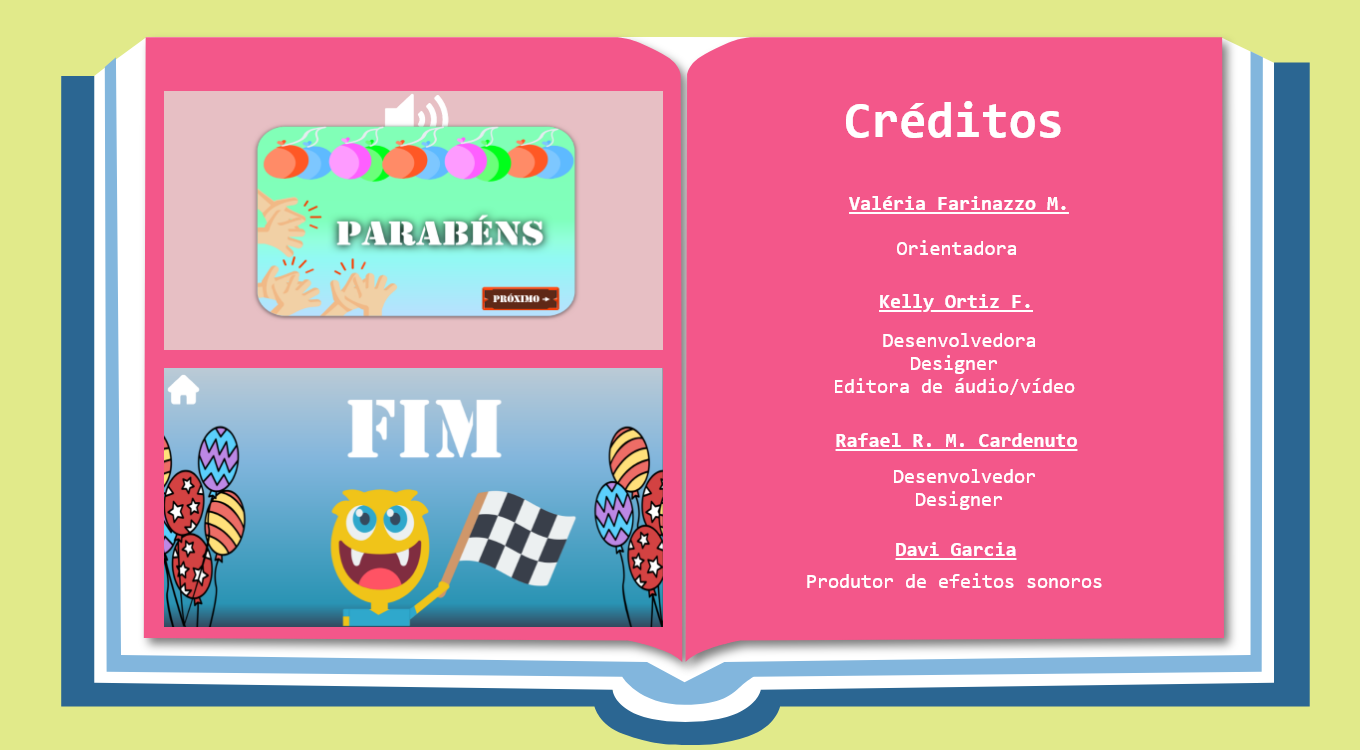 PARABÉNS
PRÓXIMO
FIM
Créditos
Valéria Farinazzo M.
Orientadora
Kelly Ortiz F.
Desenvolvedora
Designer
Editora de áudio/vídeo
Rafael R. M. Cardenuto
Desenvolvedor
Designer
Davi Garcia
Produtor de efeitos sonoros